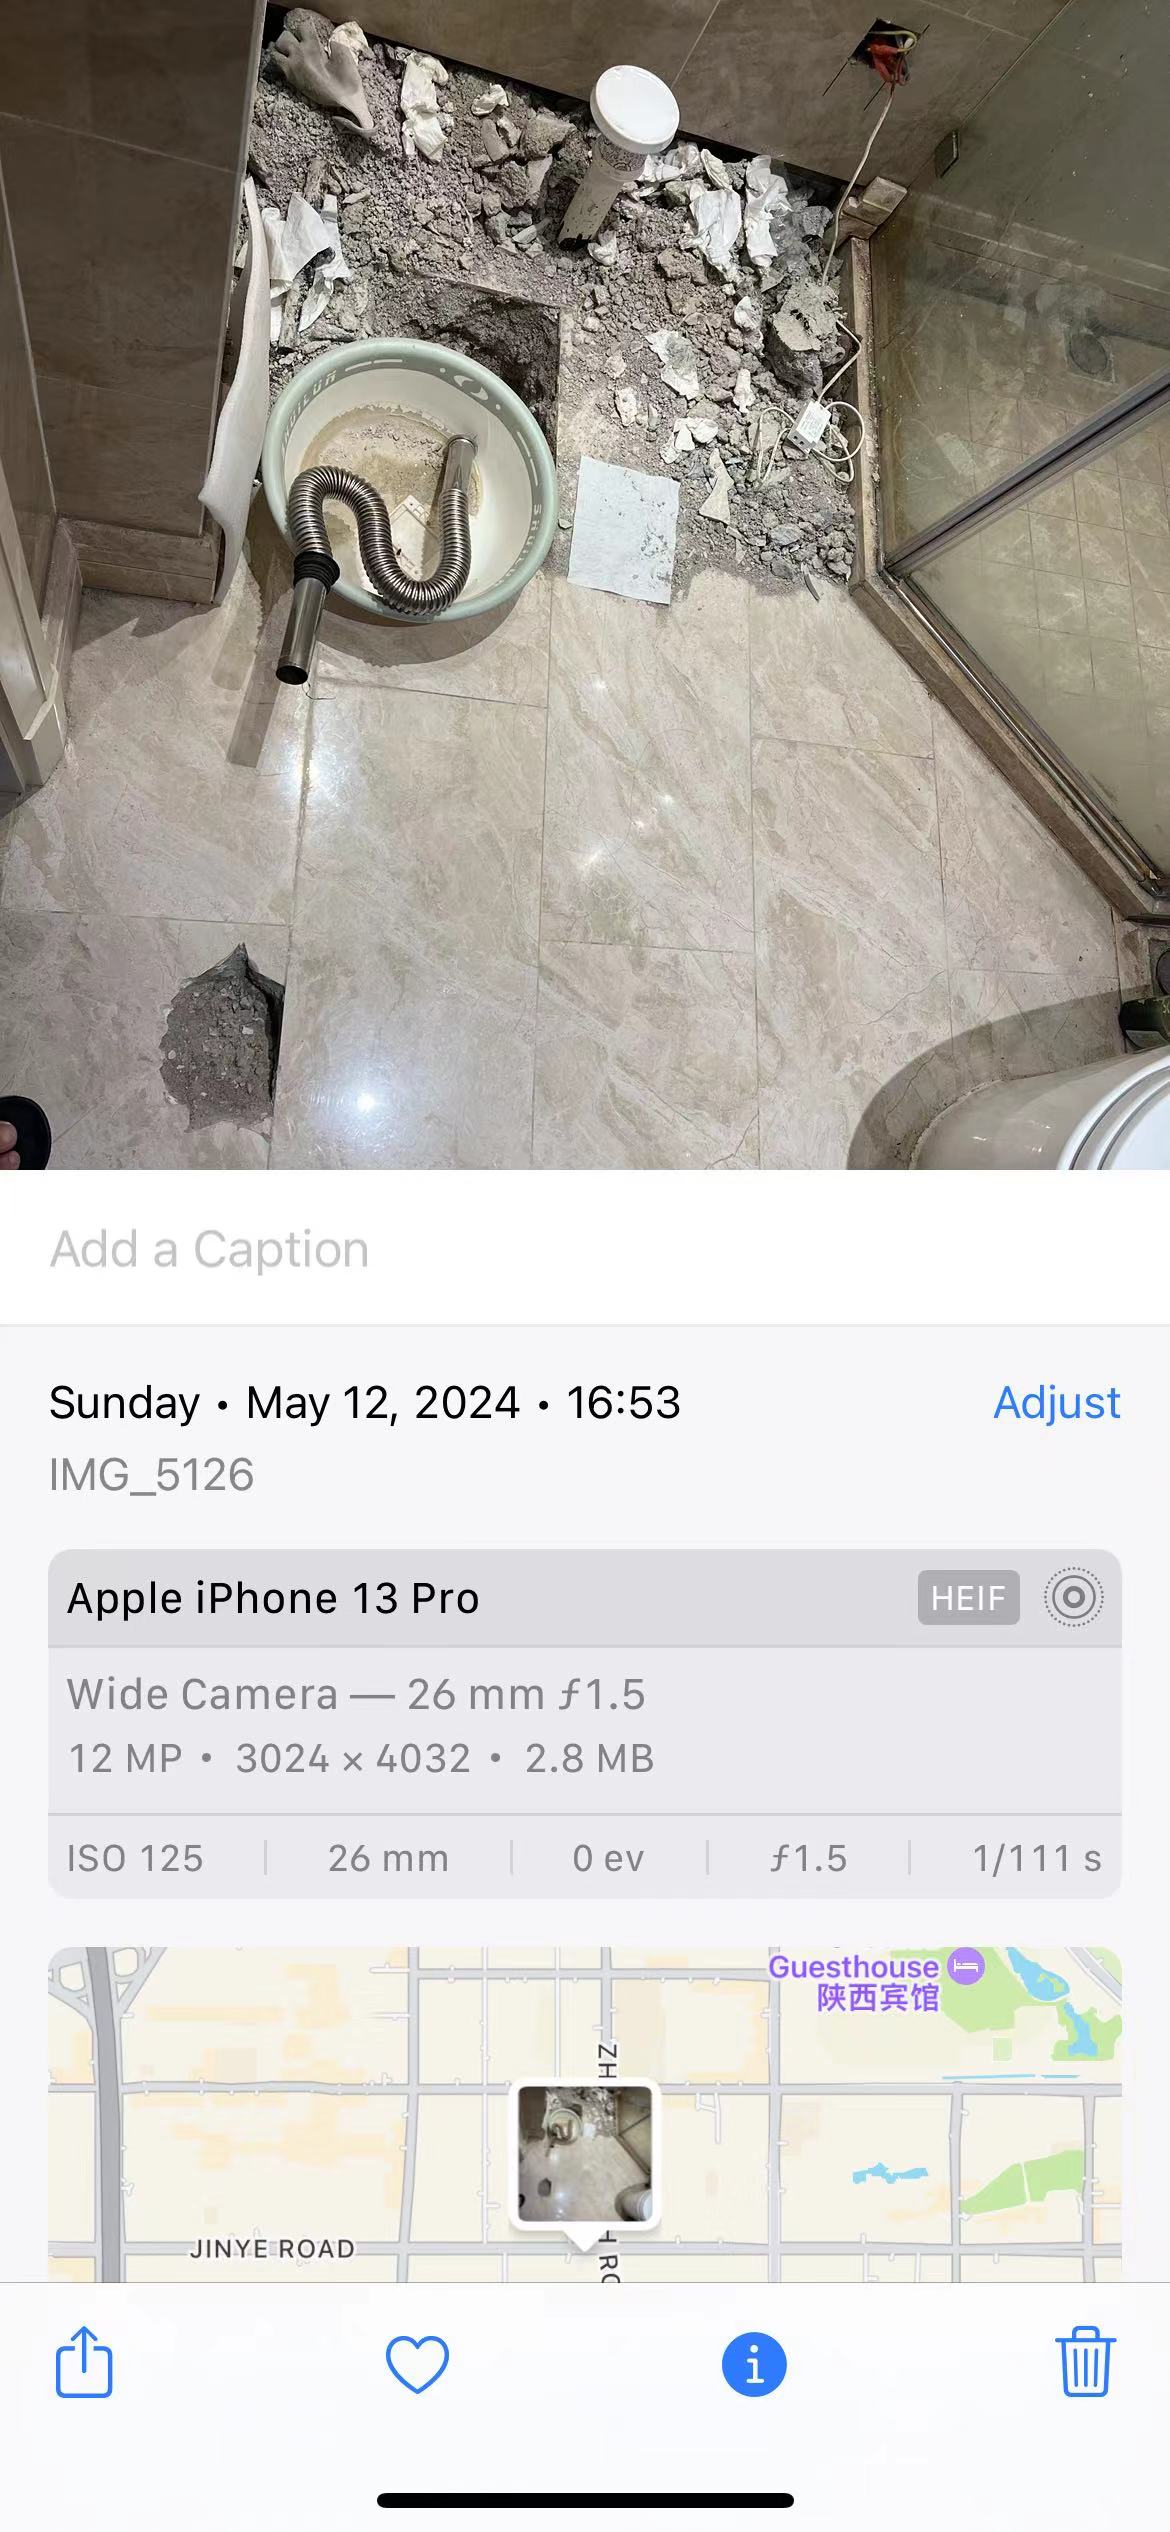 Add a Caption
Sunday • May 12, 2024 • 16:53
Adjust
IMG_5126
Apple iPhone 13 Pro
HEIF
Wide Camera — 26 mm ƒ1.5
12 MP • 3024 × 4032 • 2.8 MB
ISO 125
26 mm
0 ev
ƒ1.5
1/111 s
Guesthouse
陕西宾馆
ZH
JINYE ROAD